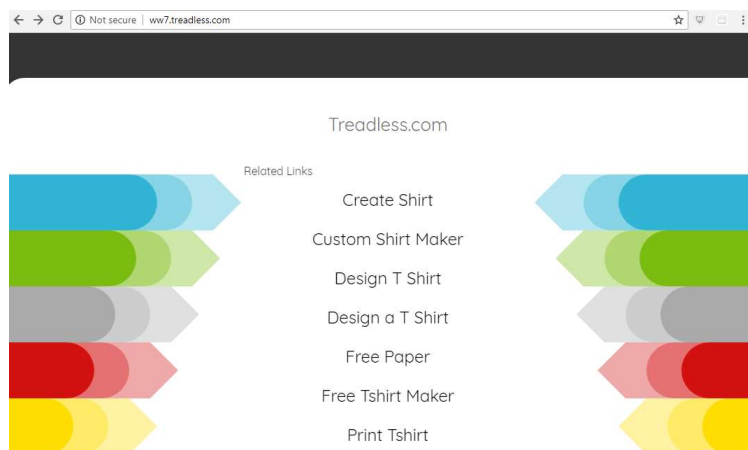 Not secure ww7.treadless.com
Treadless.com
Related Links
Create Shirt
Custom Shirt Maker
Design T Shirt
Design a T Shirt
Free Paper
Free Tshirt Maker
Print Tshirt